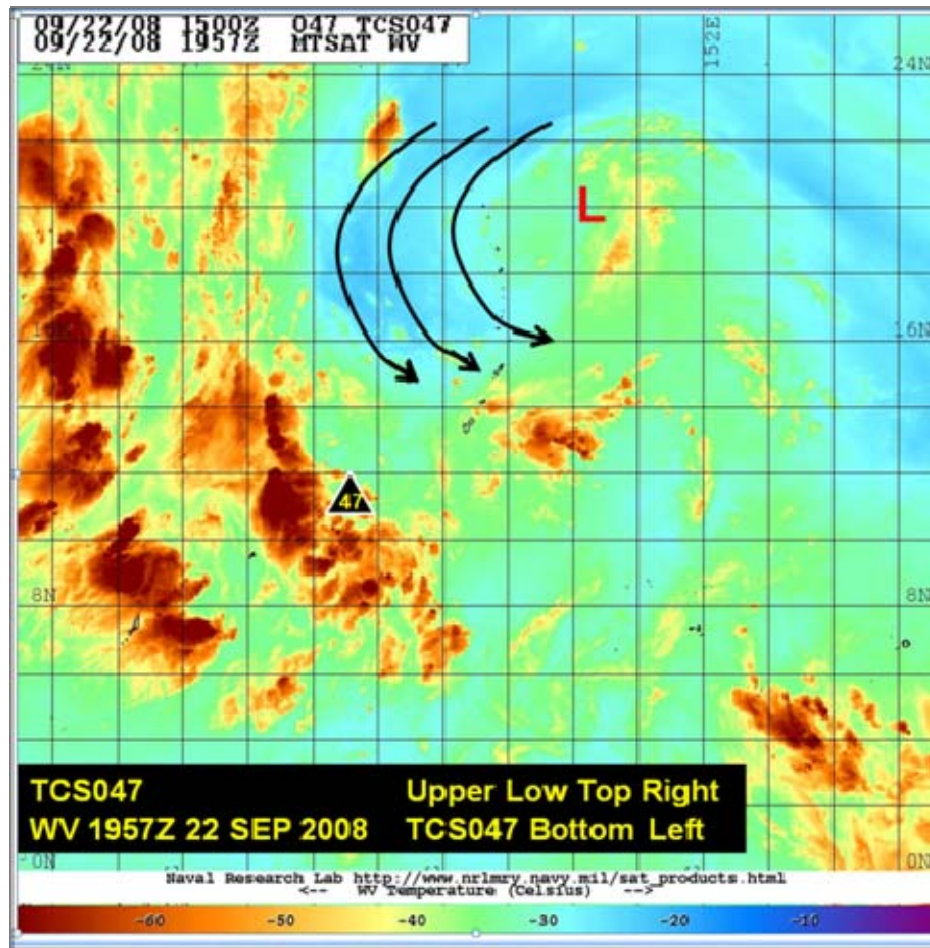 09/22/08 1500Z 047 TCS047
09/22/08 1957Z MTSAT WV
152E
24N 24N
L
16N 16N
47
8N 8N
TCS047 Upper Low Top Right
WV 1957Z 22 SEP 2008 TCS047 Bottom Left
0N 0N
Naval Research Lab http://www.nrlmry.navy.mil/sat_products.html
<-- WV Temperature (Celsius) -->
-60 -50 -40 -30 -20 -10